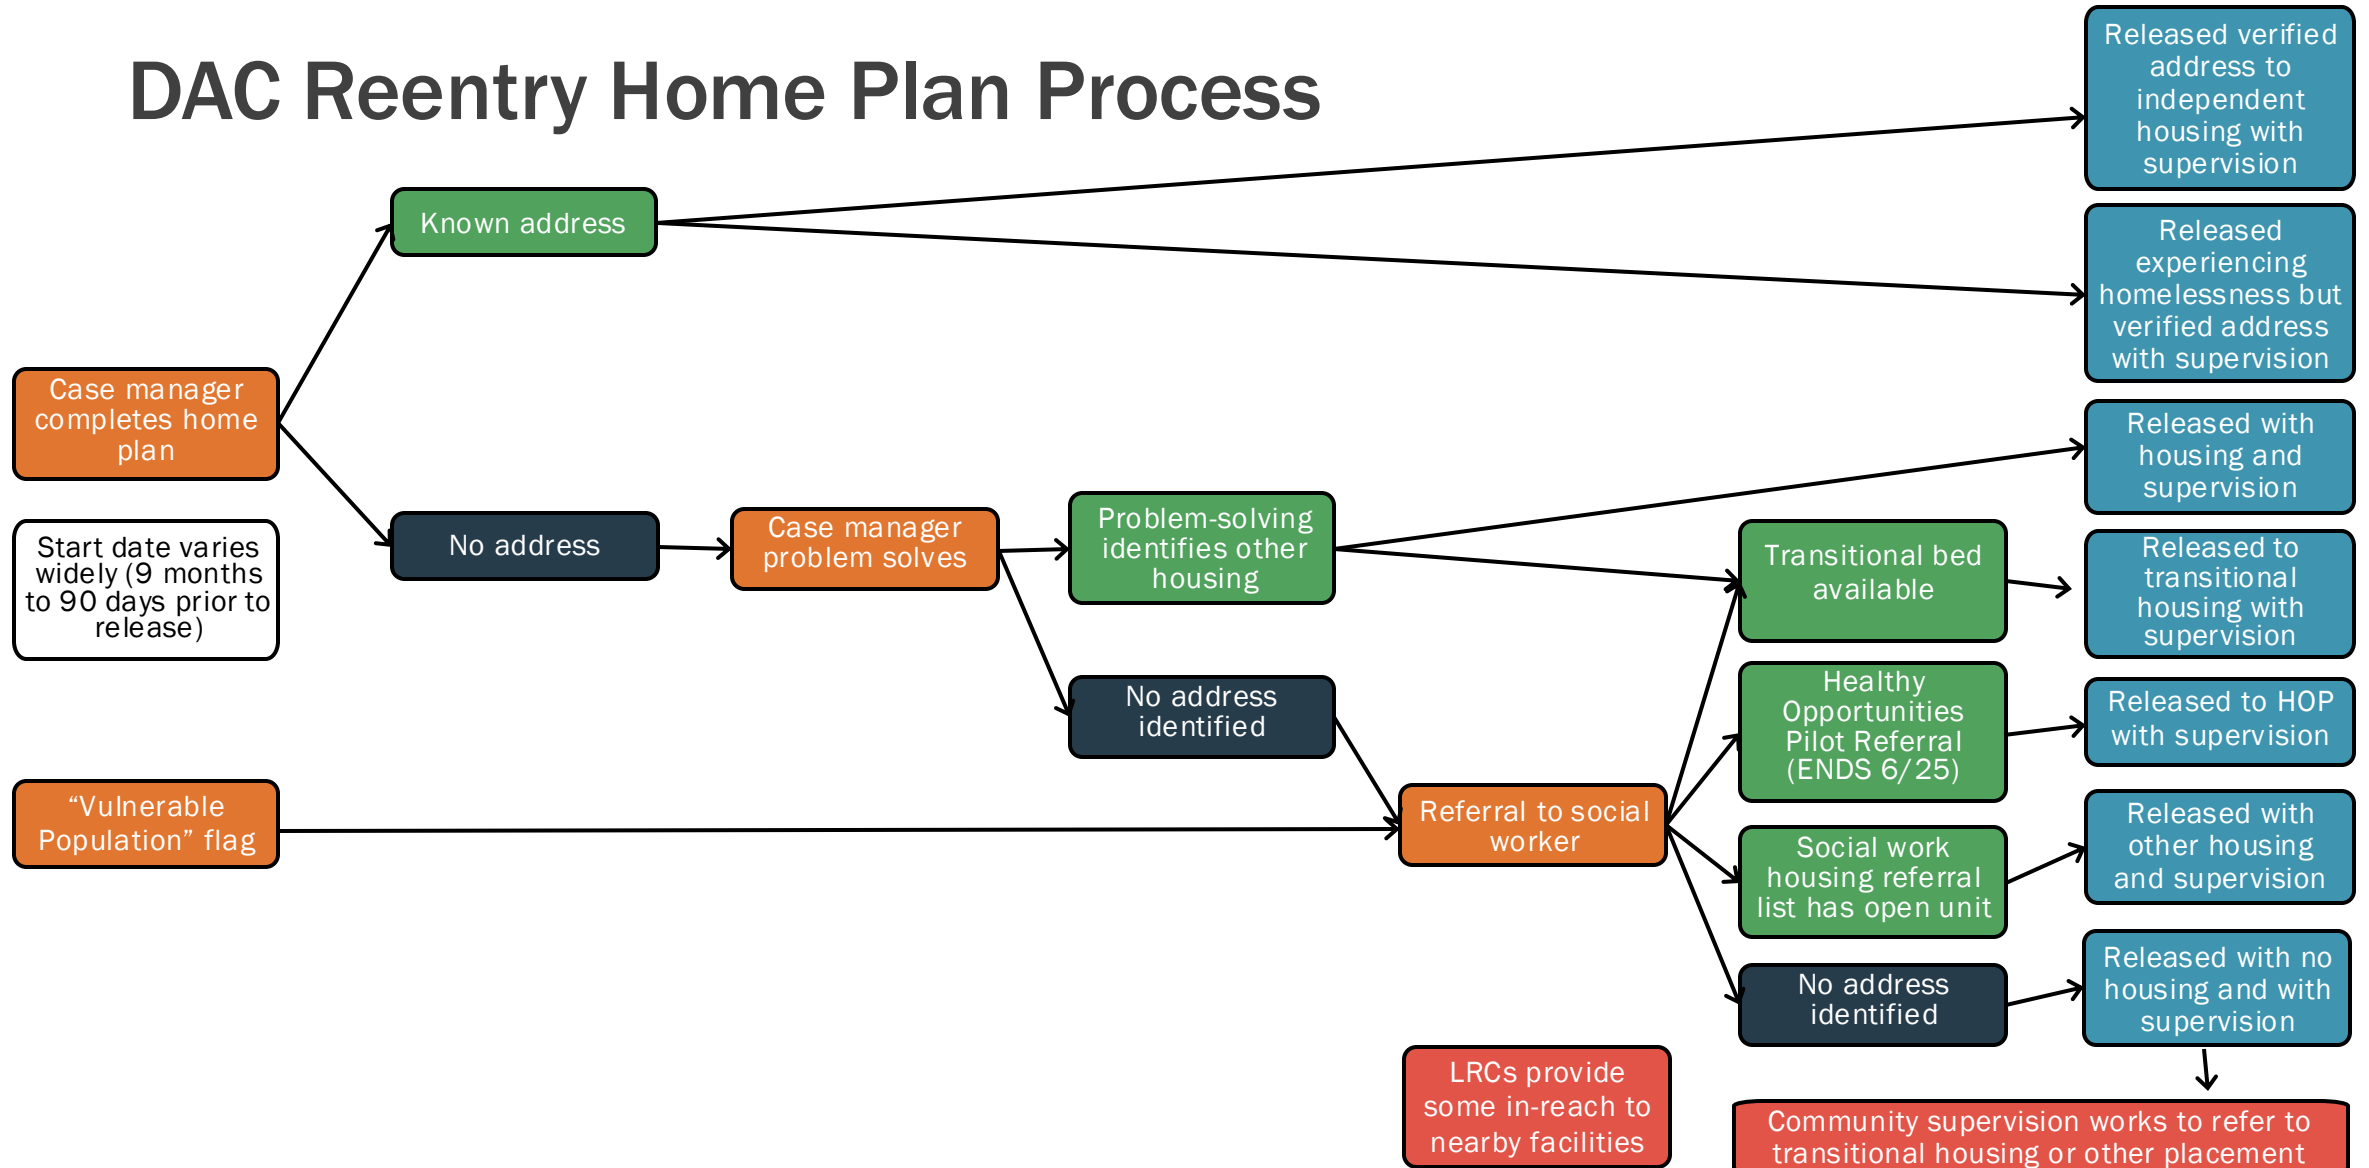 DAC Reentry Home Plan Process
Released verified
address to
independent
housing with
supervision
Known address
Released
experiencing
homelessness but
verified address
with supervision
Case manager
completes home
plan
Released with
housing and
supervision
Start date varies
widely (9 months
to 90 days prior to
release)
No address
Case manager
problem solves
Problem-solving
identifies other
housing
Transitional bed
available
Released to
transitional
housing with
supervision
No address
identified
Healthy
Opportunities
Pilot Referral
(ENDS 6/25)
Released to HOP
with supervision
“Vulnerable
Population” flag
Referral to social
worker
Social work
housing referral
list has open unit
Released with
other housing
and supervision
No address
identified
Released with no
housing and with
supervision
LRCs provide
some in-reach to
nearby facilities
Community supervision works to refer to
transitional housing or other placement